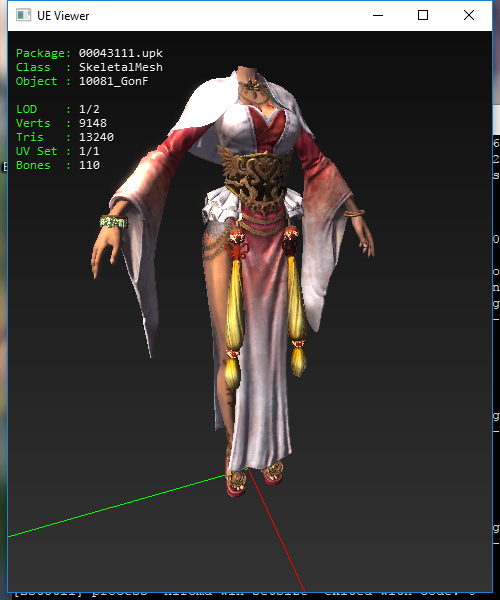 UE Viewer
Package: 00043111.upk
Class : SkeletalMesh
Object : 10081_GonF
LOD : 1/2
Verts : 9148
Tris : 13240
UV Set : 1/1
Bones : 110